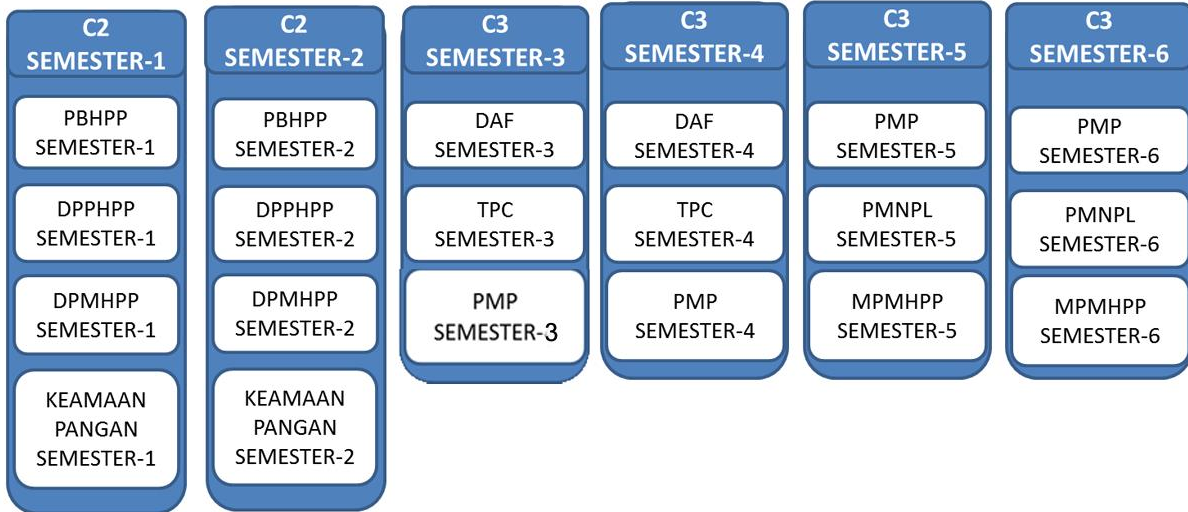 C2
SEMESTER-1
PBHPP
SEMESTER-1
DPPHPP
SEMESTER-1
DPMHPP
SEMESTER-1
KEAMAAN
PANGAN
SEMESTER-1
C2
SEMESTER-2
PBHPP
SEMESTER-2
DPPHPP
SEMESTER-2
DPMHPP
SEMESTER-2
KEAMAAN
PANGAN
SEMESTER-2
C3
SEMESTER-3
DAF
SEMESTER-3
TPC
SEMESTER-3
PMP
SEMESTER-3
C3
SEMESTER-4
DAF
SEMESTER-4
TPC
SEMESTER-4
PMP
SEMESTER-4
C3
SEMESTER-5
PMP
SEMESTER-5
PMNPL
SEMESTER-5
MPMHPP
SEMESTER-5
C3
SEMESTER-6
PMP
SEMESTER-6
PMNPL
SEMESTER-6
MPMHPP
SEMESTER-6